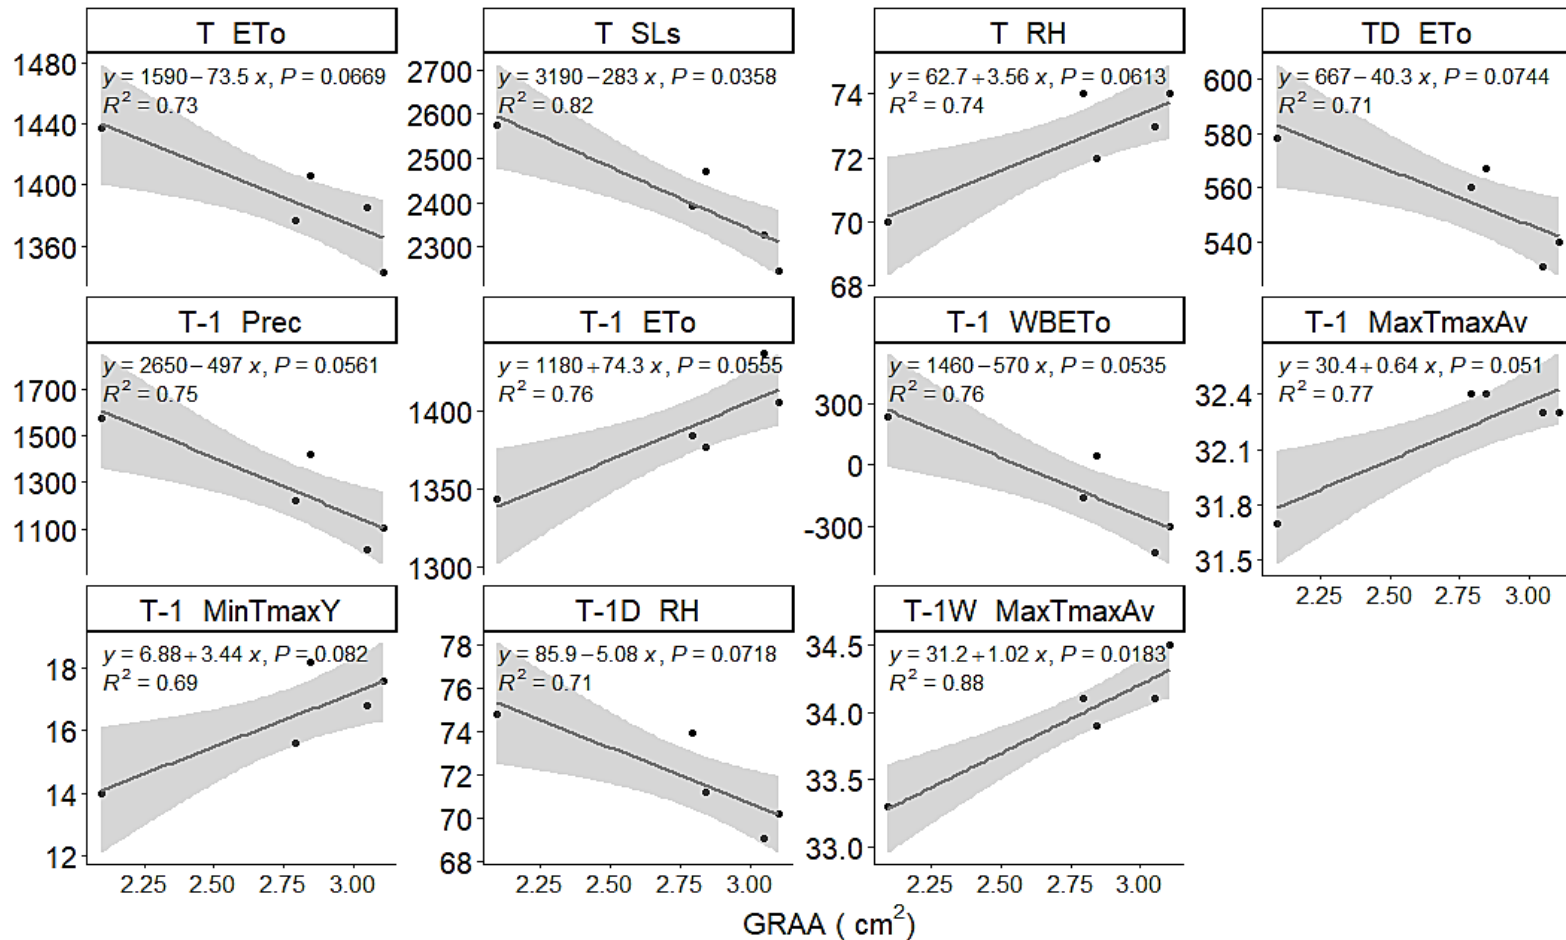 T ETo
T SLs
T RH
TD ETo
y = 1590−73.5 x, P = 0.0669
R² = 0.73
1480
1440
1400
1360
y = 3190−283 x, P = 0.0358
R² = 0.82
2700
2600
2500
2400
2300
y = 62.7+3.56 x, P = 0.0613
R² = 0.74
74
72
70
68
y = 667−40.3 x, P = 0.0744
R² = 0.71
600
580
560
540
T-1 Prec
T-1 ETo
T-1 WBETo
T-1 MaxTmaxAv
y = 2650−497 x, P = 0.0561
R² = 0.75
1700
1500
1300
1100
y = 1180+74.3 x, P = 0.0555
R² = 0.76
1400
1350
1300
y = 1460−570 x, P = 0.0535
R² = 0.76
300
0
-300
y = 30.4+0.64 x, P = 0.051
R² = 0.77
32.4
32.1
31.8
31.5
2.25 2.50 2.75 3.00
T-1 MinTmaxY
T-1D RH
T-1W MaxTmaxAv
y = 6.88+3.44 x, P = 0.082
R² = 0.69
18
16
14
12
2.25 2.50 2.75 3.00
y = 85.9−5.08 x, P = 0.0718
R² = 0.71
78
76
74
72
70
68
2.25 2.50 2.75 3.00
y = 31.2+1.02 x, P = 0.0183
R² = 0.88
34.5
34.0
33.5
33.0
2.25 2.50 2.75 3.00
GRAA ( cm²)